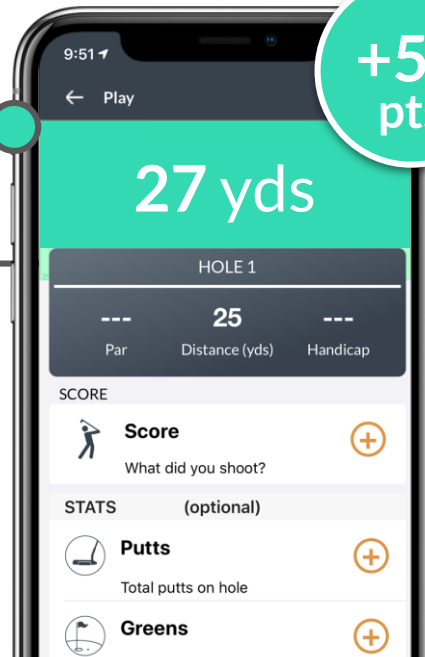 9:51
+5
pt
← Play
27 yds
HOLE 1
--- 25 ---
Par Distance (yds) Handicap
SCORE
Score
What did you shoot?
STATS (optional)
Putts
Total putts on hole
Greens